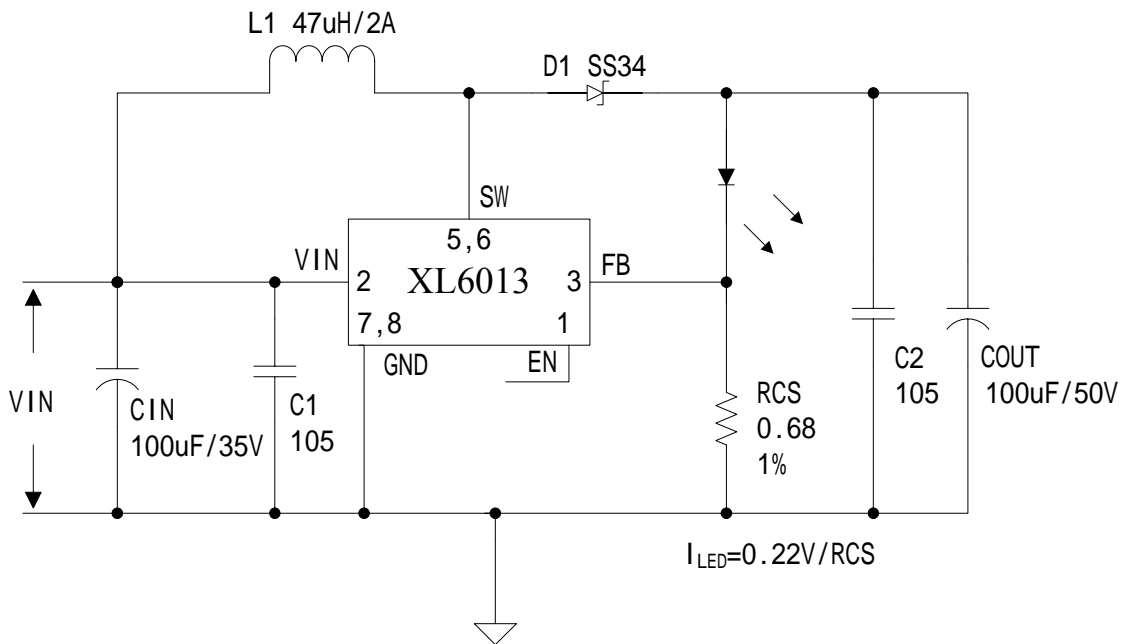 L1 47uH/2A
D1 SS34
SW
5,6
VIN
2
XL6013
3
FB
7,8
1
GND
EN
VIN
CIN
100uF/35V
C1
105
RCS
0.68
1%
C2
105
COUT
100uF/50V
ILED=0.22V/RCS